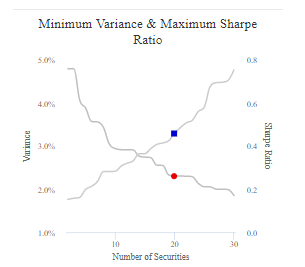 Minimum Variance & Maximum Sharpe
Ratio
5.0%
4.0%
3.0%
2.0%
1.0%
Variance
0.8
0.6
0.4
0.2
0.0
Sharpe Ratio
10
20
30
Number of Securities